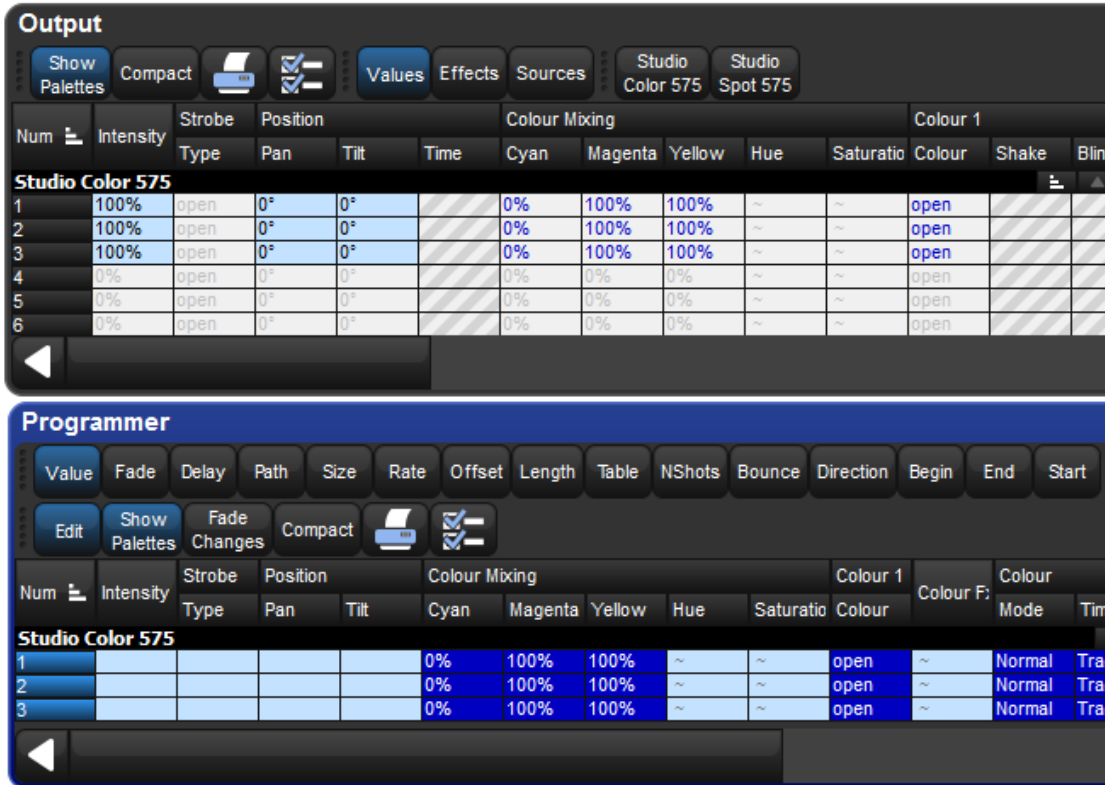 Output
Show Palettes Compact Values Effects Sources Studio Color 575 Studio Spot 575
Num Intensity Strobe Position Colour Mixing Colour 1
Type Pan Tilt Time Cyan Magenta Yellow Hue Saturatio Colour Shake Blin
Studio Color 575
1 100% open 0° 0° 0% 100% 100% ~ ~ open
2 100% open 0° 0° 0% 100% 100% ~ ~ open
3 100% open 0° 0° 0% 100% 100% ~ ~ open
4 0% open 0° 0° 0% 0% 0% ~ ~ open
5 0% open 0° 0° 0% 0% 0% ~ ~ open
6 0% open 0° 0° 0% 0% 0% ~ ~ open
Programmer
Value Fade Delay Path Size Rate Offset Length Table NShots Bounce Direction Begin End Start
Edit Show Palettes Fade Changes Compact
Num Intensity Strobe Position Colour Mixing Colour 1 Colour Fx Colour
Type Pan Tilt Cyan Magenta Yellow Hue Saturatio Colour Mode Tim
Studio Color 575
1 0% 100% 100% ~ ~ open ~ Normal Tra
2 0% 100% 100% ~ ~ open ~ Normal Tra
3 0% 100% 100% ~ ~ open ~ Normal Tra